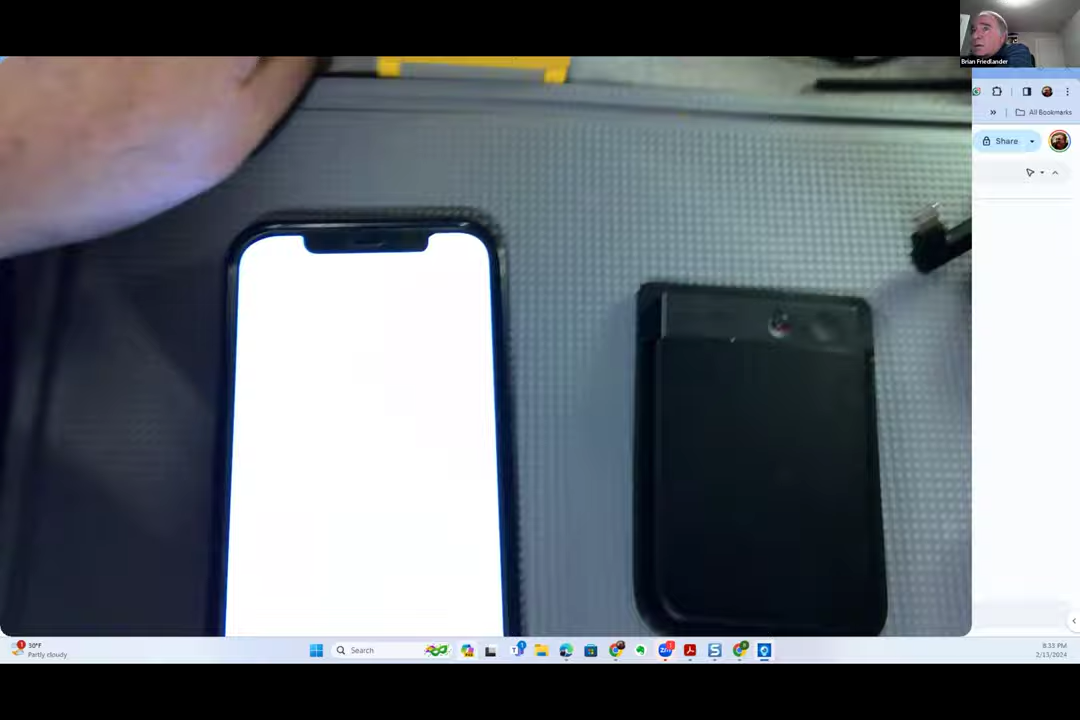 Brian Friedlander
All Bookmarks
Share
30°F
Partly cloudy
Search
8:33 PM
2/13/2024